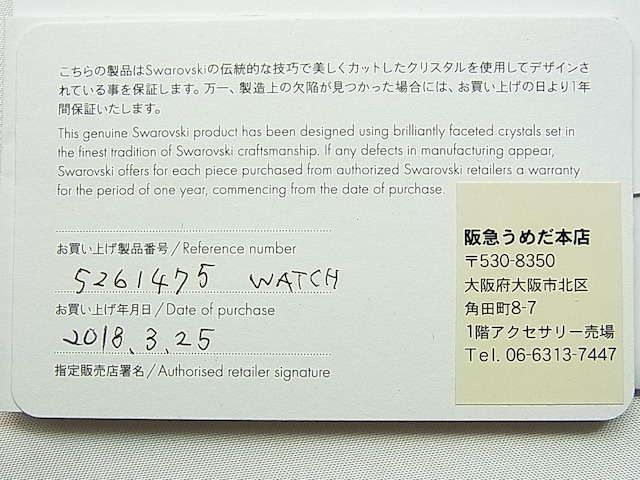 こちらの製品はSwarovskiの伝統的な技巧で美しくカットしたクリスタルを使用してデザインさ
れている事を保証します。万一、製造上の欠陥が見つかった場合には、お買い上げの日より1年
間保証いたします。
This genuine Swarovski product has been designed using brilliantly faceted crystals set in
the finest tradition of Swarovski craftsmanship. If any defects in manufacturing appear,
Swarovski offers for each piece purchased from authorized Swarovski retailers a warranty
for the period of one year, commencing from the date of purchase.
お買い上げ製品番号/Reference number
5261475 WATCH
お買い上げ年月日/Date of purchase
2018.3.25
指定販売店署名/Authorised retailer signature
阪急うめだ本店
〒530-8350
大阪府大阪市北区
角田町8-7
1階アクセサリー売場
Tel. 06-6313-7447